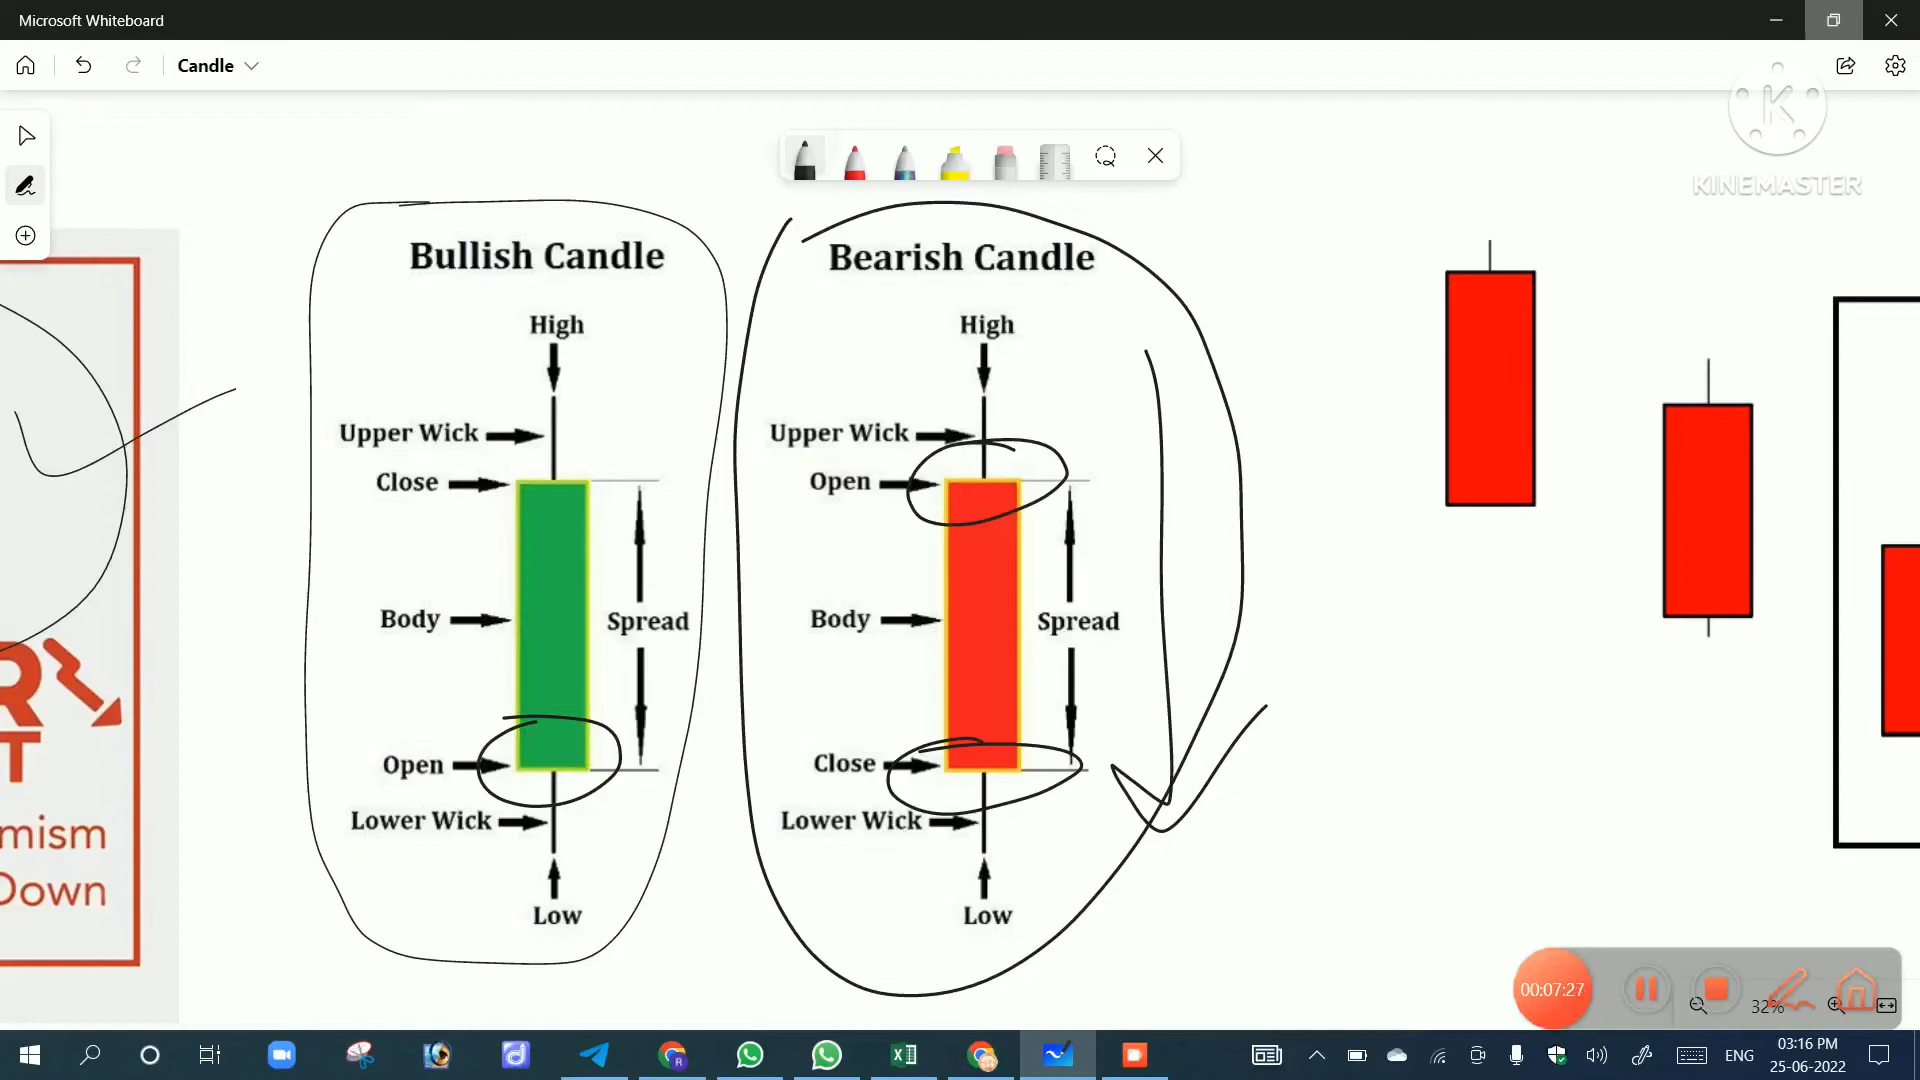 Microsoft Whiteboard
Candle
KINEMASTER
Bullish Candle
High
Upper Wick
Close
Body
Spread
Open
Lower Wick
Low
Bearish Candle
High
Upper Wick
Open
Body
Spread
Close
Lower Wick
Low
R
T
mism
Down
00:07:27
32%
ENG
03:16 PM
25-06-2022